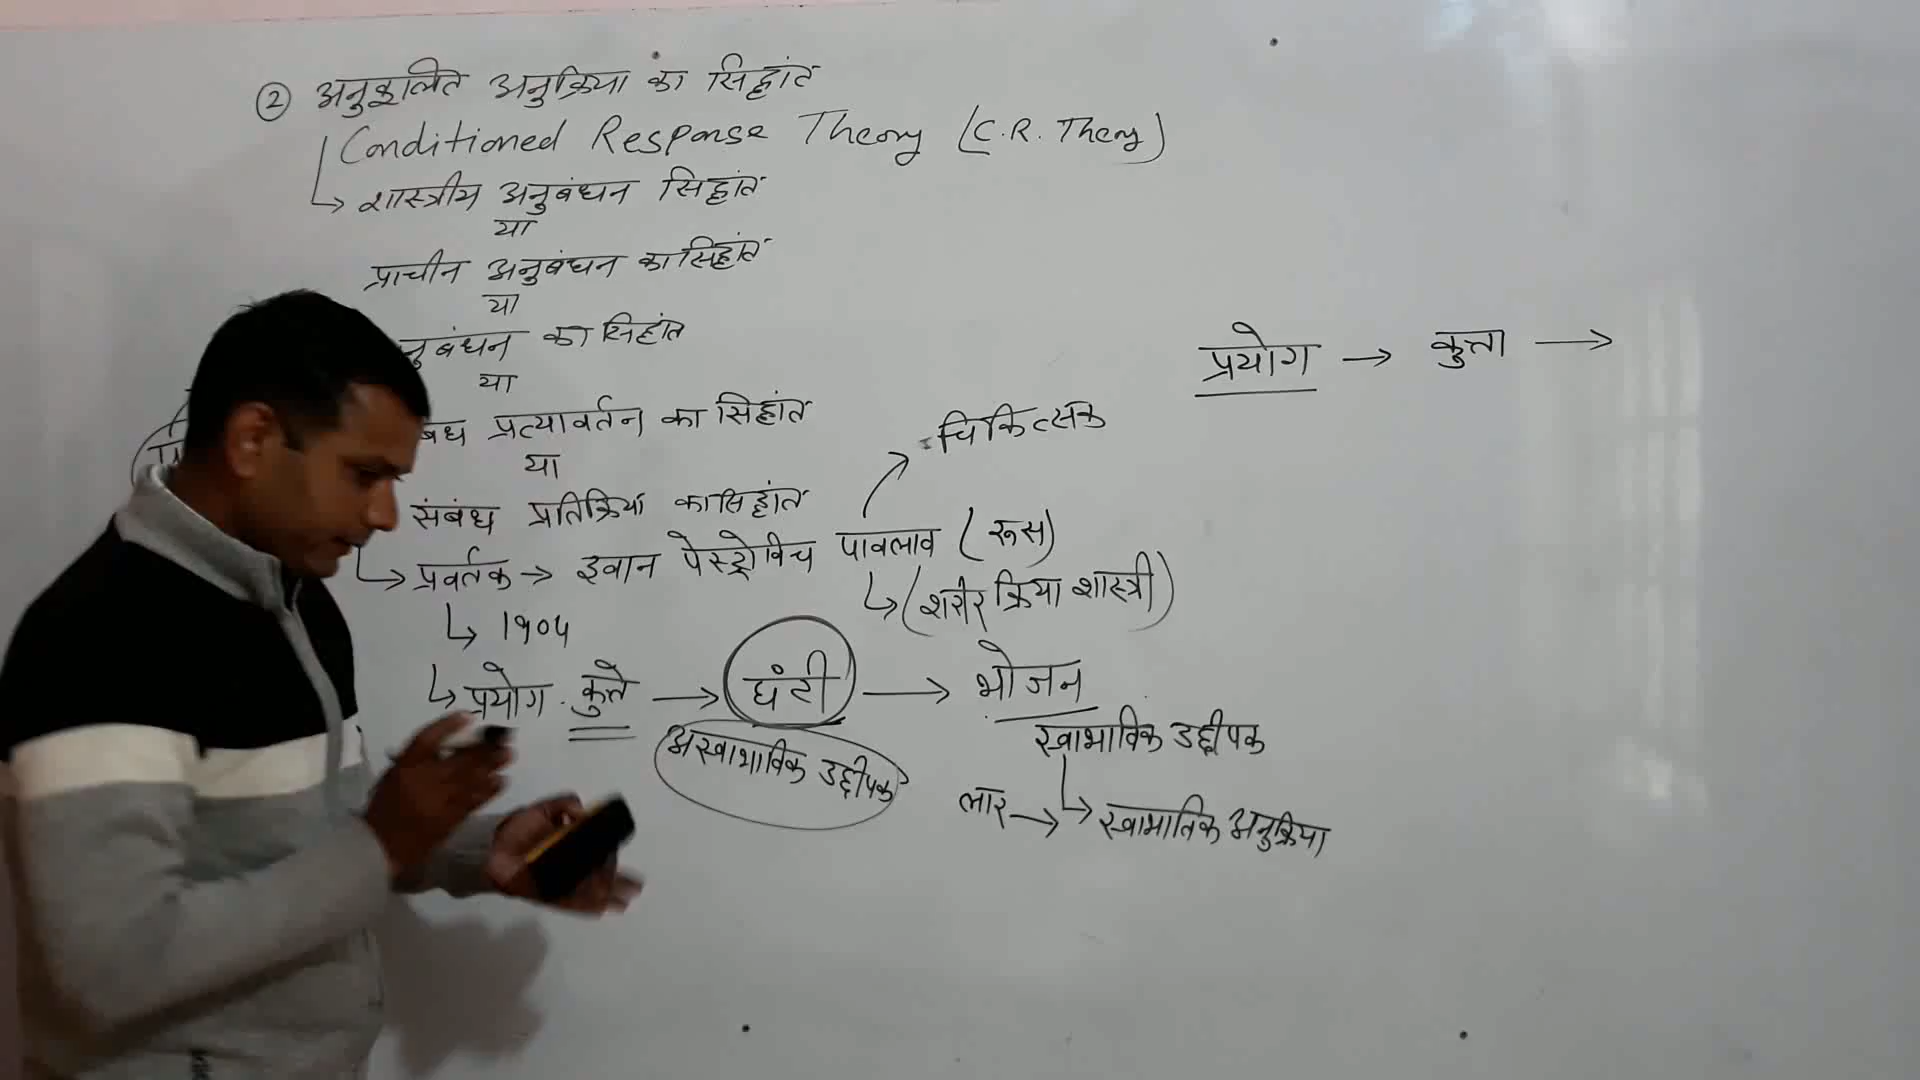 ② अनुकूलित अनुक्रिया का सिद्धांत
Conditioned Response Theory (C.R. Theory)
शास्त्रीय अनुबंधन सिद्धांत
या
प्राचीन अनुबंधन का सिद्धांत
या
नुबंधन का सिद्धांत
या
बंध प्रत्यावर्तन का सिद्धांत
या
संबंध प्रतिक्रिया का सिद्धांत
प्रवर्तक → इवान पेट्रोविच पावलाव (रूस)
चिकित्सक
(शरीर क्रिया शास्त्री)
1904
प्रयोग . कुत्ते → घंटी → भोजन
अस्वाभाविक उद्दीपक
स्वाभाविक उद्दीपक
लार → स्वाभाविक अनुक्रिया
प्रयोग → कुत्ता →